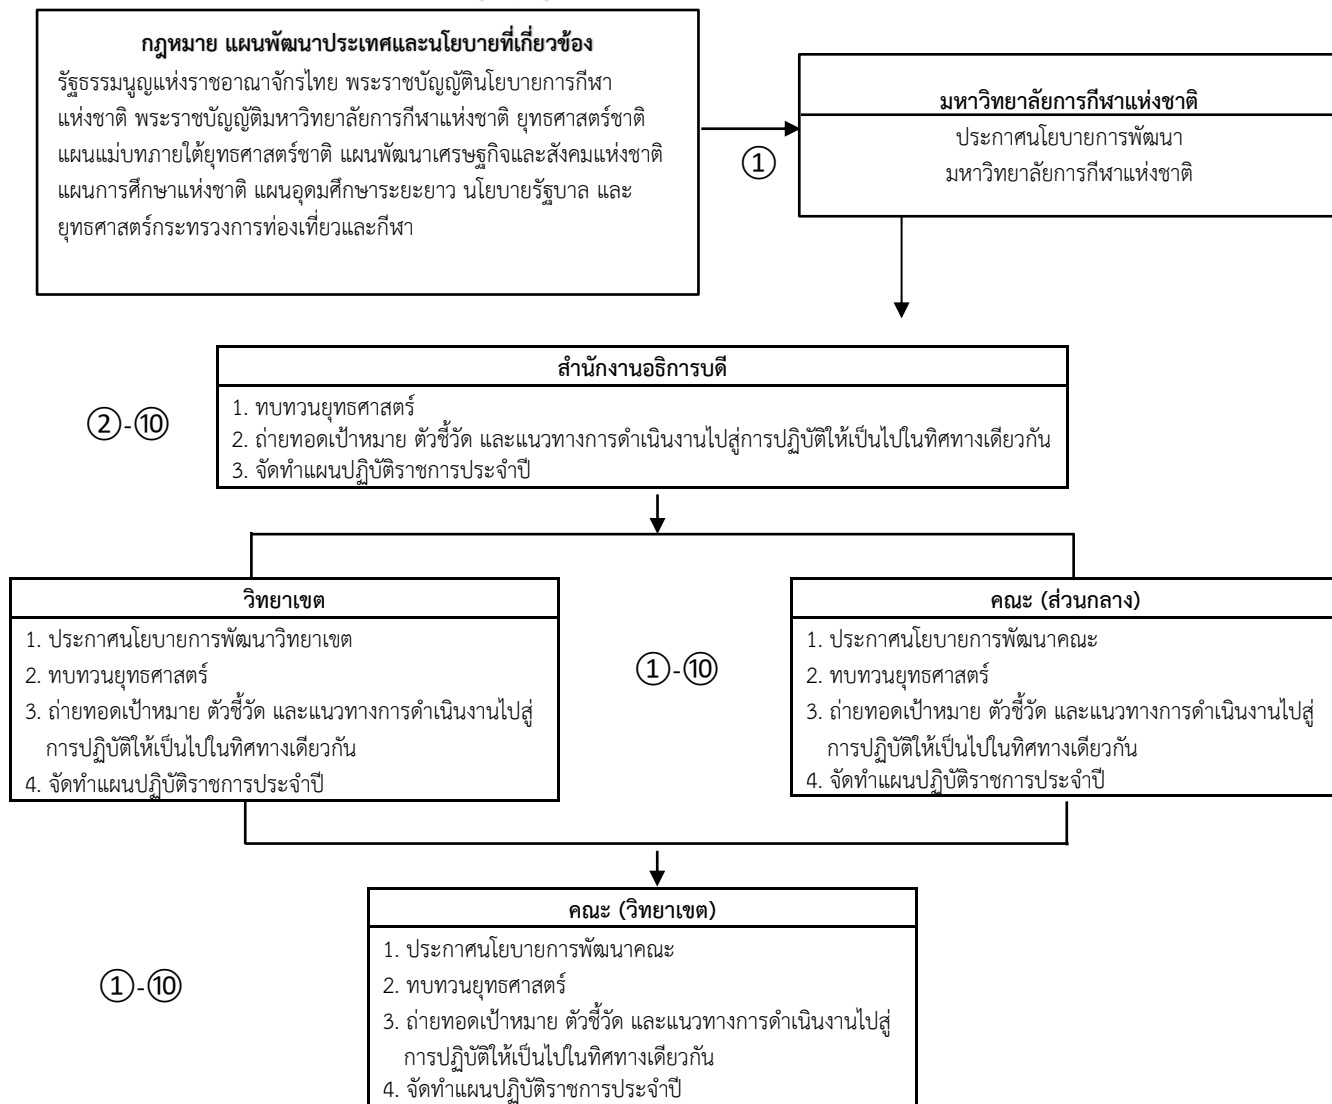 กฎหมาย แผนพัฒนาประเทศและนโยบายที่เกี่ยวข้อง
รัฐธรรมนูญแห่งราชอาณาจักรไทย พระราชบัญญัตินโยบายการกีฬา
แห่งชาติ พระราชบัญญัติมหาวิทยาลัยการกีฬาแห่งชาติ ยุทธศาสตร์ชาติ
แผนแม่บทภายใต้ยุทธศาสตร์ชาติ แผนพัฒนาเศรษฐกิจและสังคมแห่งชาติ
แผนการศึกษาแห่งชาติ แผนอุดมศึกษาระยะยาว นโยบายรัฐบาล และ
ยุทธศาสตร์กระทรวงการท่องเที่ยวและกีฬา
①
มหาวิทยาลัยการกีฬาแห่งชาติ
ประกาศนโยบายการพัฒนา
มหาวิทยาลัยการกีฬาแห่งชาติ
②-⑩
สำนักงานอธิการบดี
1. ทบทวนยุทธศาสตร์
2. ถ่ายทอดเป้าหมาย ตัวชี้วัด และแนวทางการดำเนินงานไปสู่การปฏิบัติให้เป็นไปในทิศทางเดียวกัน
3. จัดทำแผนปฏิบัติราชการประจำปี
วิทยาเขต
1. ประกาศนโยบายการพัฒนาวิทยาเขต
2. ทบทวนยุทธศาสตร์
3. ถ่ายทอดเป้าหมาย ตัวชี้วัด และแนวทางการดำเนินงานไปสู่
การปฏิบัติให้เป็นไปในทิศทางเดียวกัน
4. จัดทำแผนปฏิบัติราชการประจำปี
①-⑩
คณะ (ส่วนกลาง)
1. ประกาศนโยบายการพัฒนาคณะ
2. ทบทวนยุทธศาสตร์
3. ถ่ายทอดเป้าหมาย ตัวชี้วัด และแนวทางการดำเนินงานไปสู่
การปฏิบัติให้เป็นไปในทิศทางเดียวกัน
4. จัดทำแผนปฏิบัติราชการประจำปี
①-⑩
คณะ (วิทยาเขต)
1. ประกาศนโยบายการพัฒนาคณะ
2. ทบทวนยุทธศาสตร์
3. ถ่ายทอดเป้าหมาย ตัวชี้วัด และแนวทางการดำเนินงานไปสู่
การปฏิบัติให้เป็นไปในทิศทางเดียวกัน
4. จัดทำแผนปฏิบัติราชการประจำปี